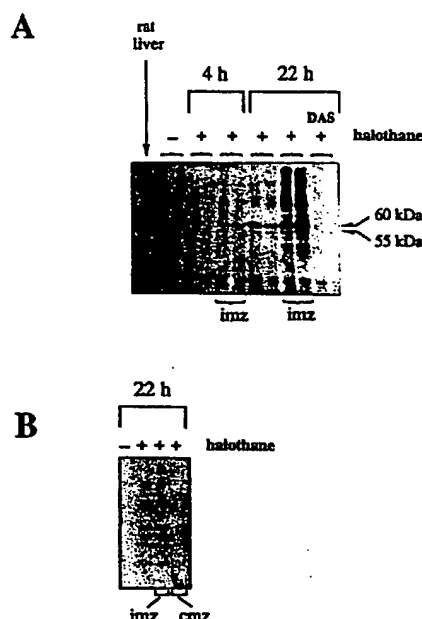 A
rat
liver
4 h
22 h
DAS
− + + + + + halothane
60 kDa
55 kDa
imz imz
B
22 h
− + + + halothane
imz cmz